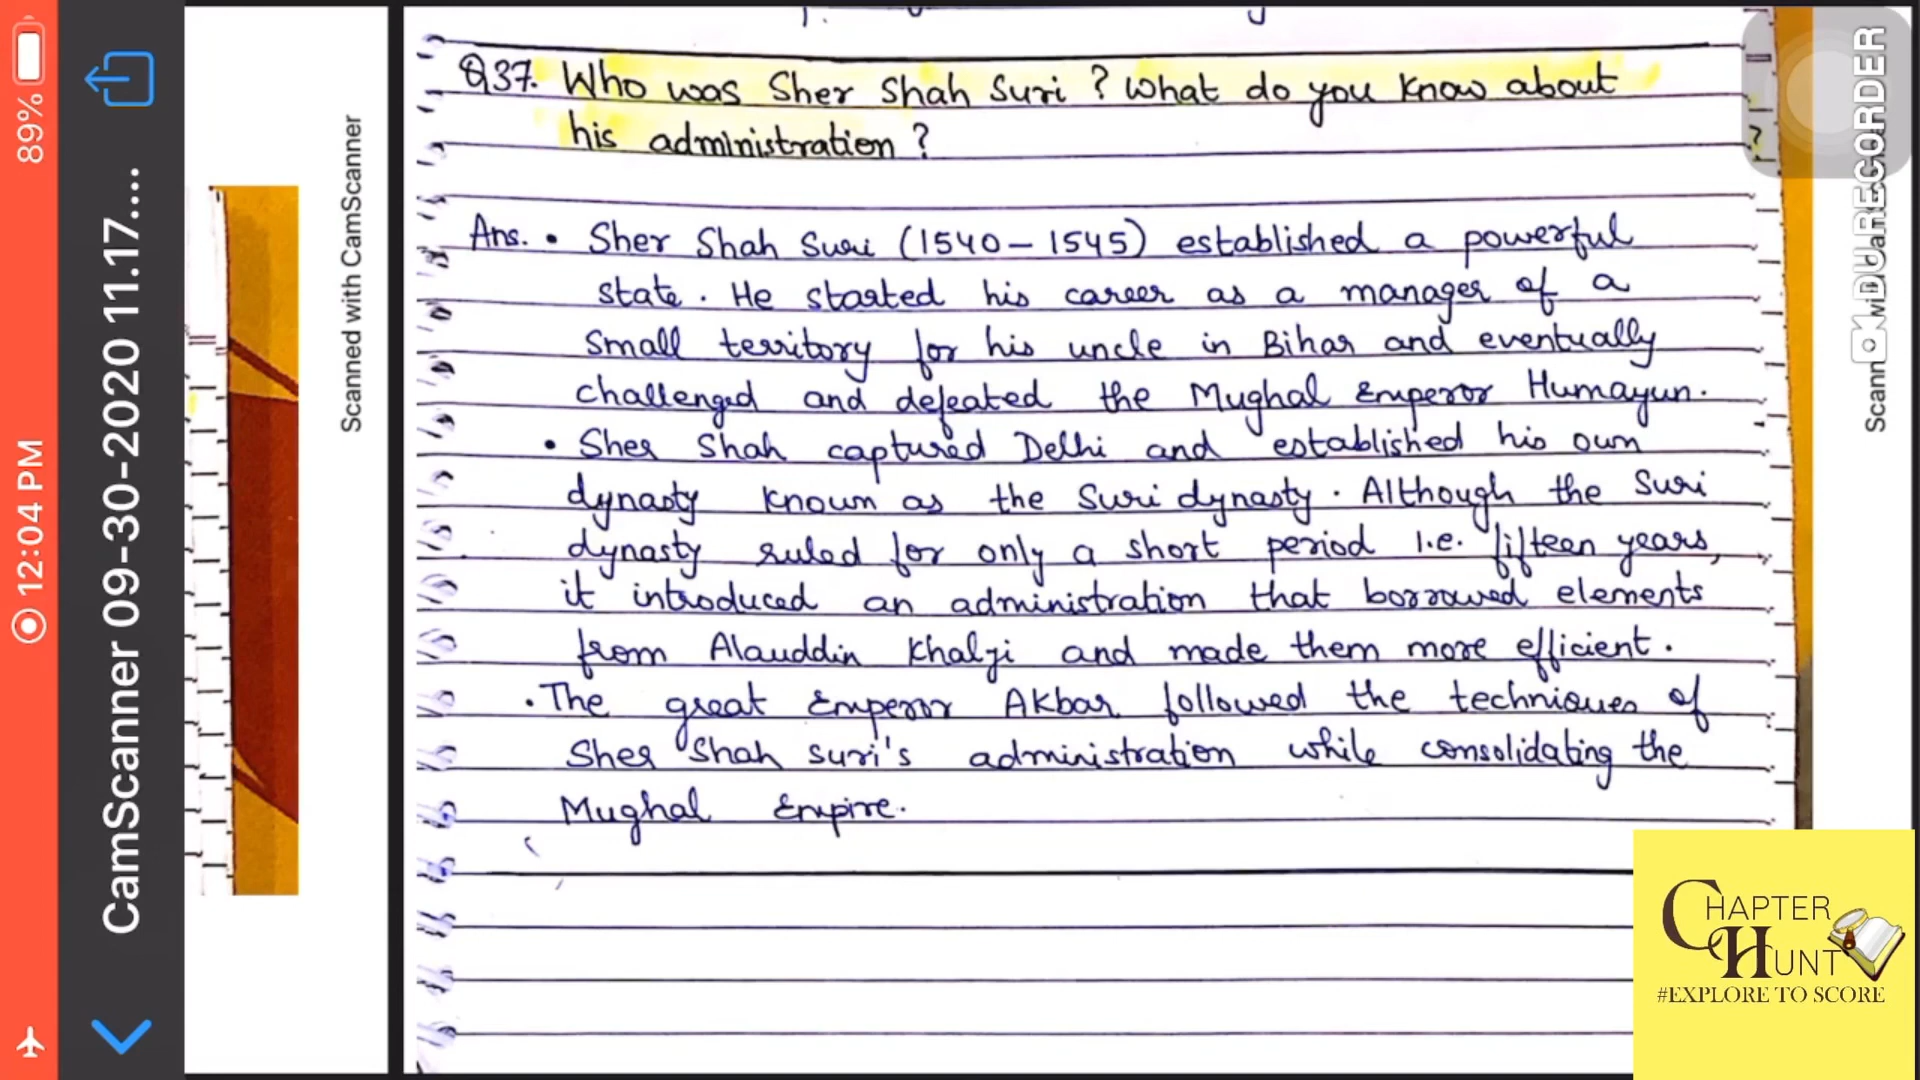 Q37. Who was Sher Shah Suri ? What do you know about
his administration ?
Ans. • Sher Shah Suri (1540 – 1545) established a powerful
state. He started his career as a manager of a
small territory for his uncle in Bihar and eventually
challenged and defeated the Mughal Emperor Humayun.
• Sher Shah captured Delhi and established his own
dynasty known as the Suri dynasty. Although the Suri
dynasty ruled for only a short period i.e. fifteen years,
it introduced an administration that borrowed elements
from Alauddin Khalji and made them more efficient.
• The great Emperor Akbar followed the techniques of
Sher Shah Suri's administration while consolidating the
Mughal Empire.
89%
12:04 PM
CamScanner 09-30-2020 11.17....
Scanned with CamScanner
DU RECORDER
?
CHAPTER
HUNT
#EXPLORE TO SCORE